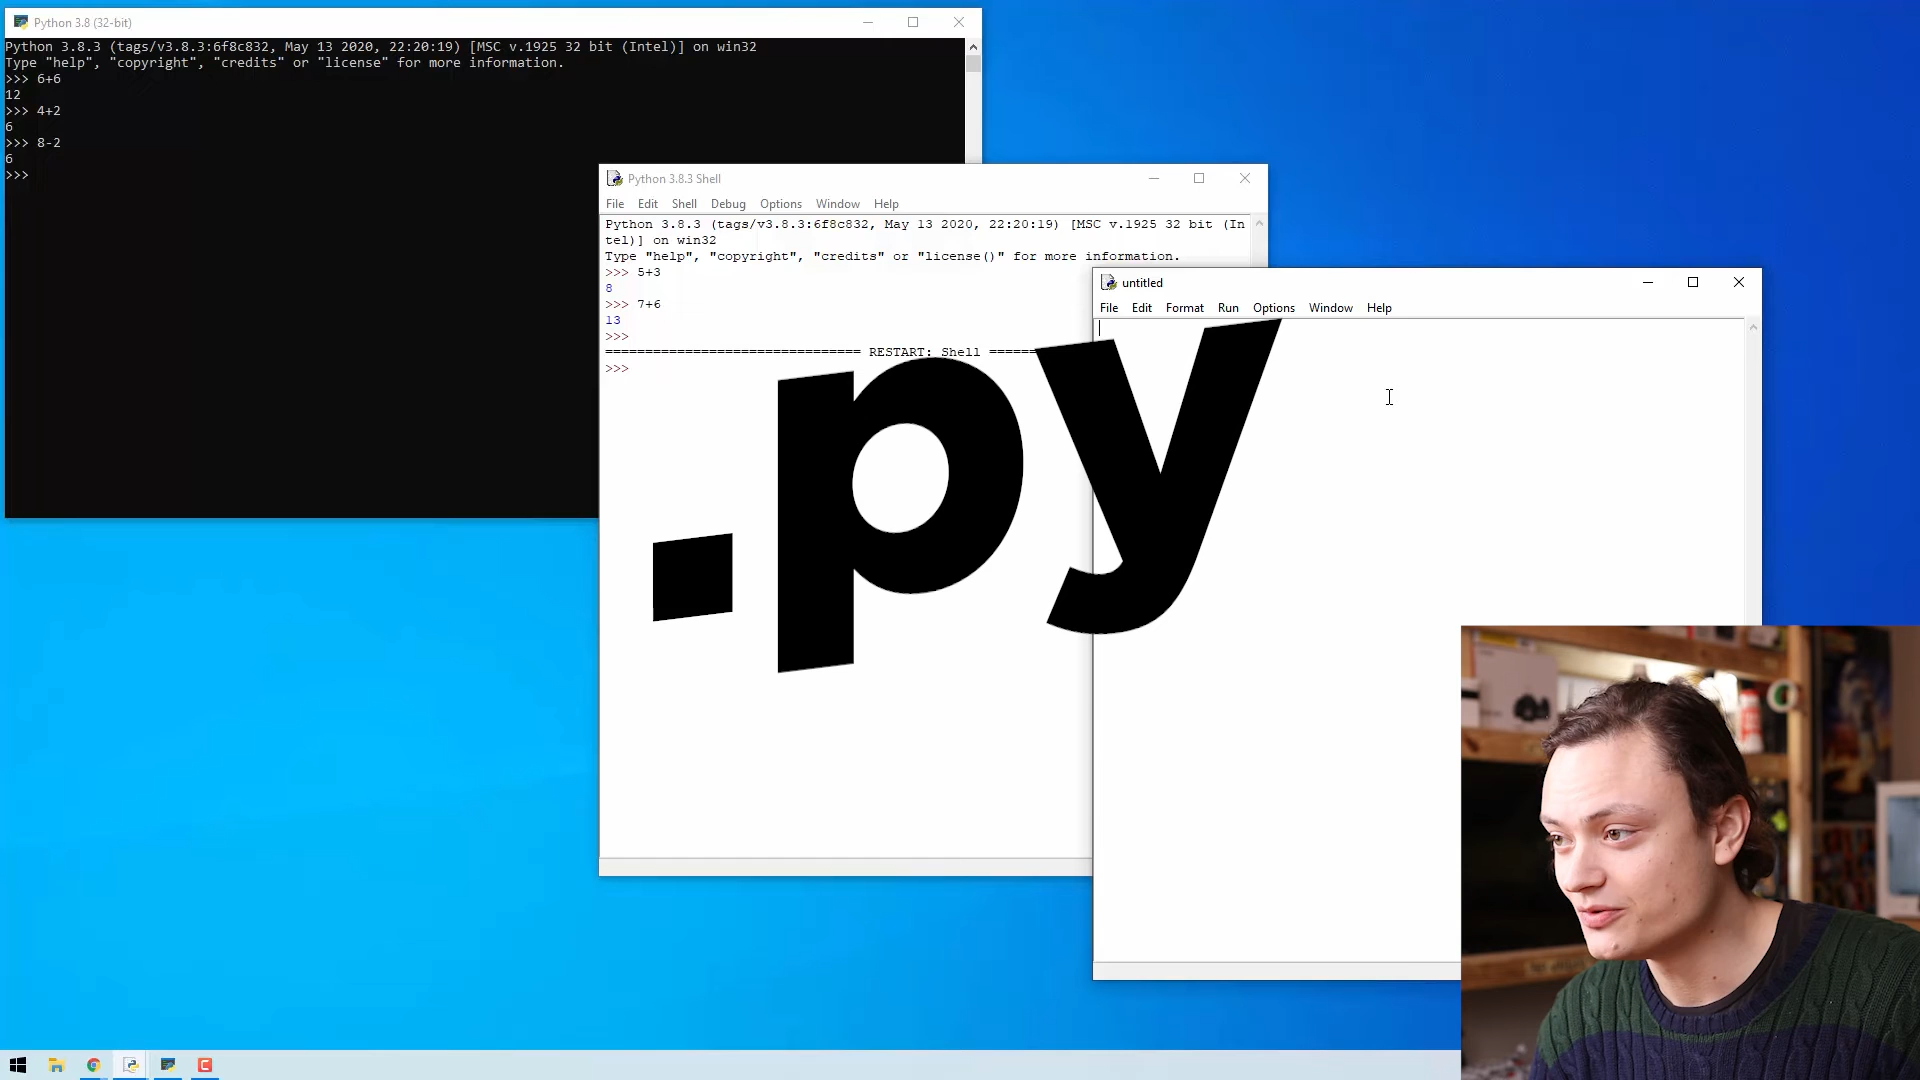 Python 3.8 (32-bit)
Python 3.8.3 (tags/v3.8.3:6f8c832, May 13 2020, 22:20:19) [MSC v.1925 32 bit (Intel)] on win32
Type "help", "copyright", "credits" or "license" for more information.
>>> 6+6
12
>>> 4+2
6
>>> 8-2
6
>>>
Python 3.8.3 Shell
File Edit Shell Debug Options Window Help
Python 3.8.3 (tags/v3.8.3:6f8c832, May 13 2020, 22:20:19) [MSC v.1925 32 bit (In
tel)] on win32
Type "help", "copyright", "credits" or "license()" for more information.
>>> 5+3
8
>>> 7+6
13
>>>
=============================== RESTART: Shell ======
>>>
untitled
File Edit Format Run Options Window Help
.py